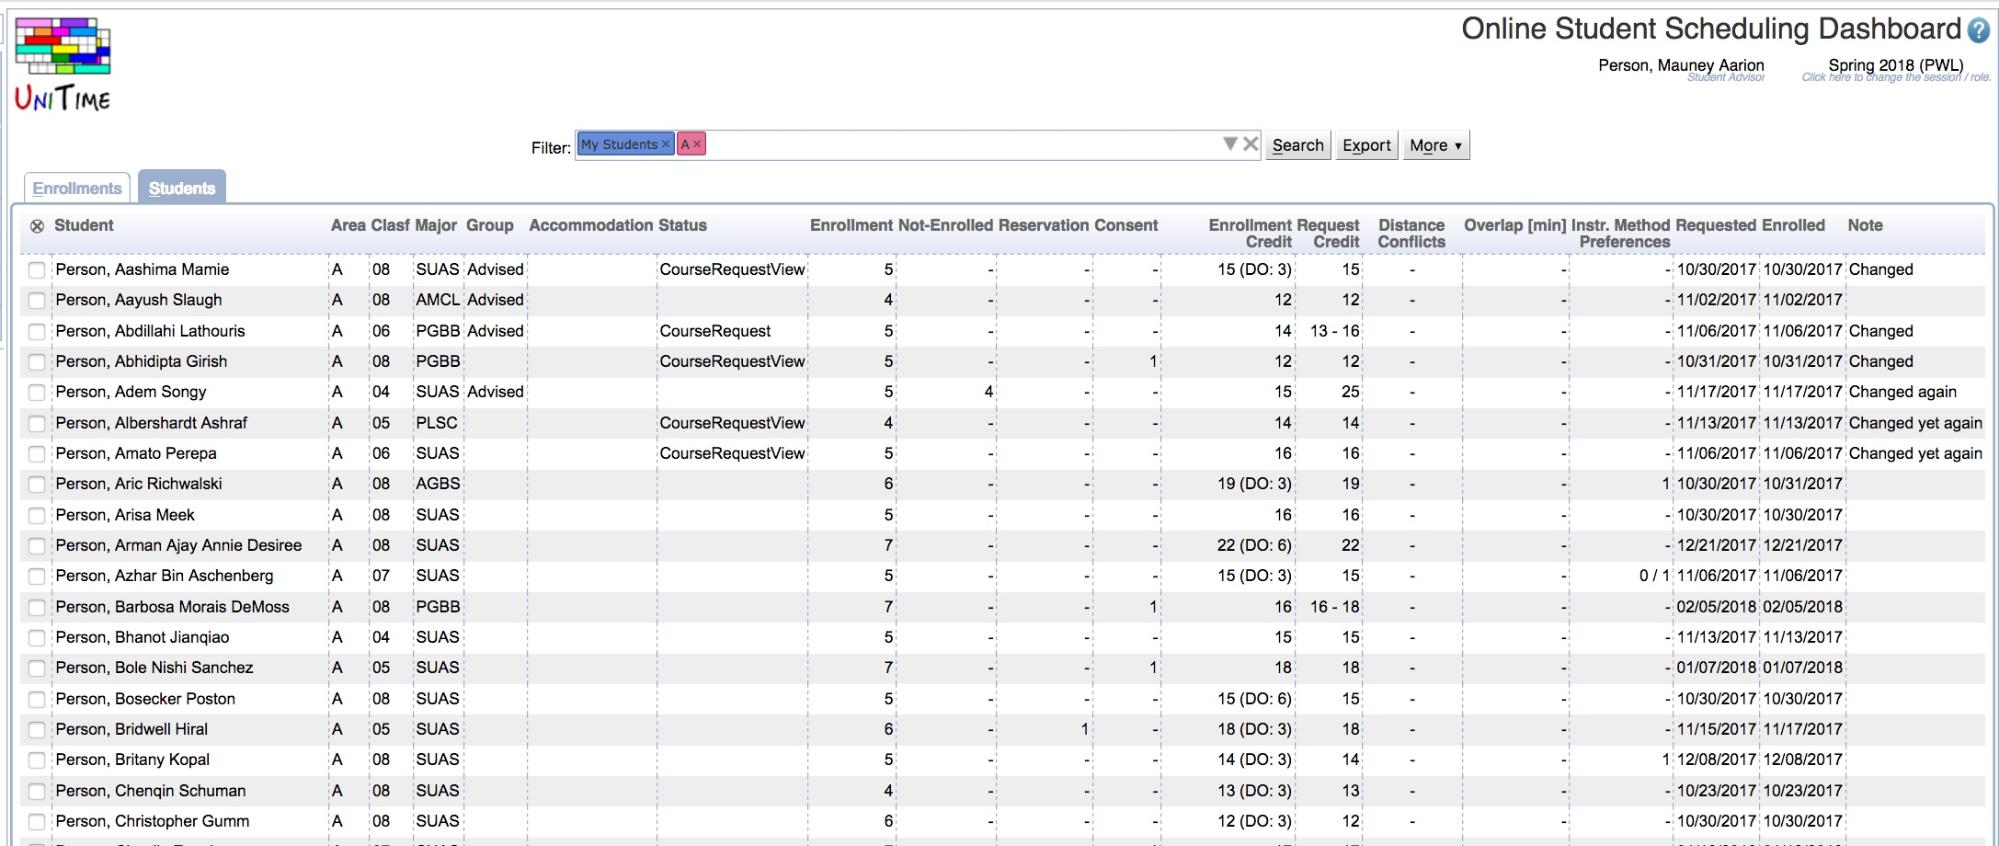 Online Student Scheduling Dashboard ?
Person, Mauney Aarion Spring 2018 (PWL)
Student Advisor Click here to change the session / role.
UNITIME
Filter: My Students × A × Search Export More ▼
Enrollments Students
Student Area Clasf Major Group Accommodation Status Enrollment Not-Enrolled Reservation Consent Enrollment Credit Request Credit Distance Conflicts Overlap [min] Instr. Method Preferences Requested Enrolled Note
Person, Aashima Mamie A 08 SUAS Advised CourseRequestView 5 - - - 15 (DO: 3) 15 - - - 10/30/2017 10/30/2017 Changed
Person, Aayush Slaugh A 08 AMCL Advised 4 - - - 12 12 - - - 11/02/2017 11/02/2017
Person, Abdillahi Lathouris A 06 PGBB Advised CourseRequest 5 - - - 14 13 - 16 - - - 11/06/2017 11/06/2017 Changed
Person, Abhidipta Girish A 08 PGBB CourseRequestView 5 - - 1 12 12 - - - 10/31/2017 10/31/2017 Changed
Person, Adem Songy A 04 SUAS Advised 5 4 - - 15 25 - - - 11/17/2017 11/17/2017 Changed again
Person, Albershardt Ashraf A 05 PLSC CourseRequestView 4 - - - 14 14 - - - 11/13/2017 11/13/2017 Changed yet again
Person, Amato Perepa A 06 SUAS CourseRequestView 5 - - - 16 16 - - - 11/06/2017 11/06/2017 Changed yet again
Person, Aric Richwalski A 08 AGBS 6 - - - 19 (DO: 3) 19 - - 1 10/30/2017 10/31/2017
Person, Arisa Meek A 08 SUAS 5 - - - 16 16 - - - 10/30/2017 10/30/2017
Person, Arman Ajay Annie Desiree A 08 SUAS 7 - - - 22 (DO: 6) 22 - - - 12/21/2017 12/21/2017
Person, Azhar Bin Aschenberg A 07 SUAS 5 - - - 15 (DO: 3) 15 - - 0 / 1 11/06/2017 11/06/2017
Person, Barbosa Morais DeMoss A 08 PGBB 7 - - 1 16 16 - 18 - - - 02/05/2018 02/05/2018
Person, Bhanot Jianqiao A 04 SUAS 5 - - - 15 15 - - - 11/13/2017 11/13/2017
Person, Bole Nishi Sanchez A 05 SUAS 7 - - 1 18 18 - - - 01/07/2018 01/07/2018
Person, Bosecker Poston A 08 SUAS 5 - - - 15 (DO: 6) 15 - - - 10/30/2017 10/30/2017
Person, Bridwell Hiral A 05 SUAS 6 - 1 - 18 (DO: 3) 18 - - - 11/15/2017 11/17/2017
Person, Britany Kopal A 08 SUAS 5 - - - 14 (DO: 3) 14 - - 1 12/08/2017 12/08/2017
Person, Chenqin Schuman A 08 SUAS 4 - - - 13 (DO: 3) 13 - - - 10/23/2017 10/23/2017
Person, Christopher Gumm A 08 SUAS 6 - - - 12 (DO: 3) 12 - - - 10/30/2017 10/30/2017